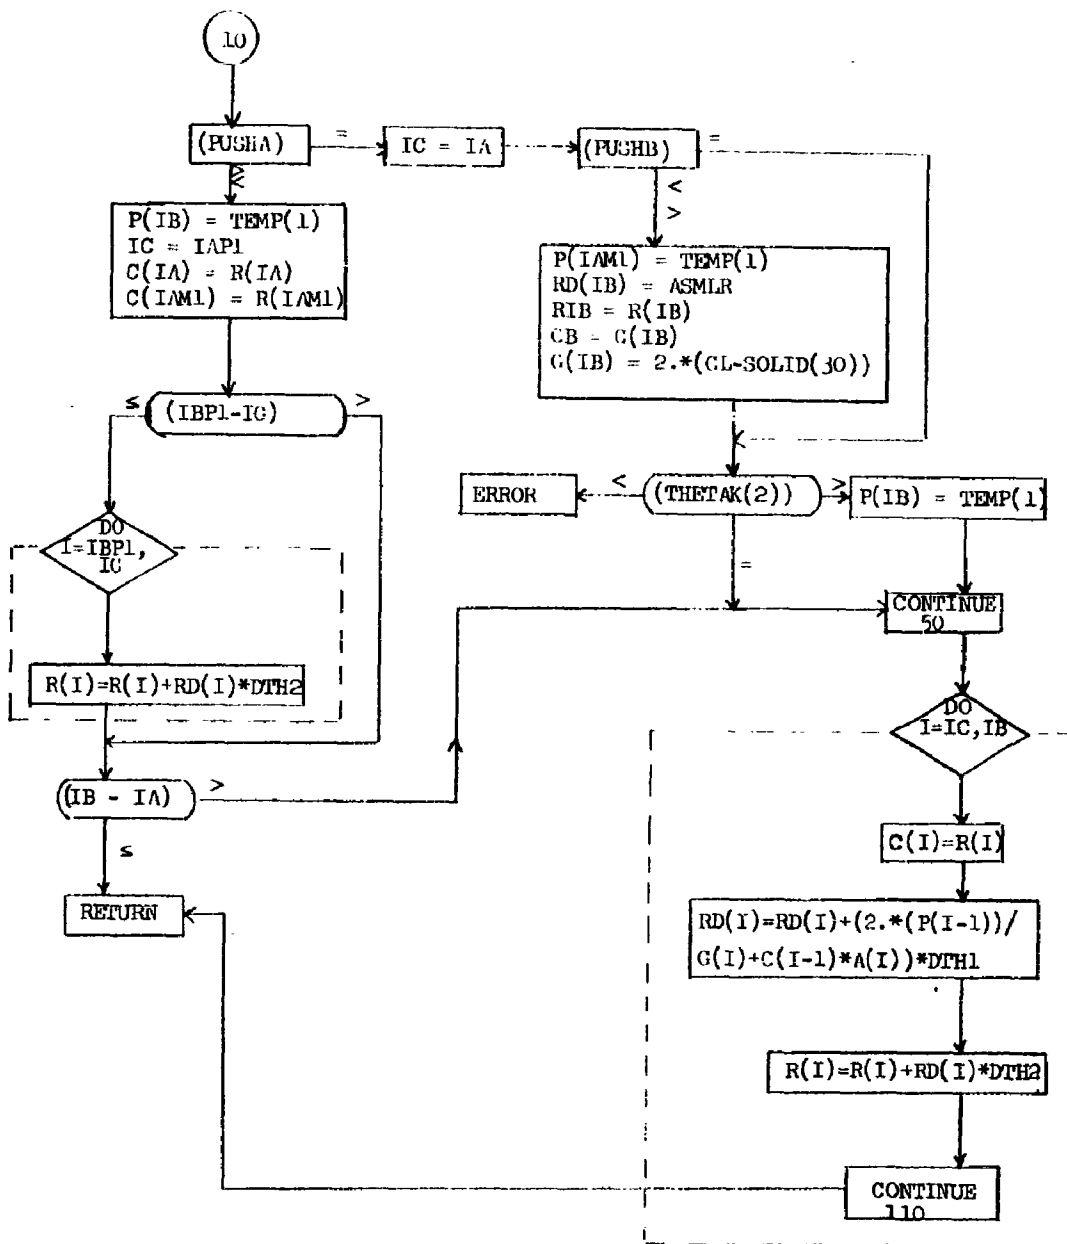 10
(PUSHA)
=
IC = IA
(PUSHB)
=
≷
<
>
P(IB) = TEMP(1)
IC = IAP1
C(IA) = R(IA)
C(IAM1) = R(IAM1)
P(IAM1) = TEMP(1)
RD(IB) = ASMLR
RIB = R(IB)
CB = C(IB)
G(IB) = 2.*(CL-SOLID(30))
≤
(IBP1-IC)
>
ERROR
<
(THETAK(2))
>
P(IB) = TEMP(1)
=
DO
I=IBP1,
IC
CONTINUE
50
R(I)=R(I)+RD(I)*DTH2
DO
I=IC,IB
(IB - IA)
>
≤
C(I)=R(I)
RETURN
RD(I)=RD(I)+(2.*(P(I-1))/
G(I)+C(I-1)*A(I))*DTH1
R(I)=R(I)+RD(I)*DTH2
CONTINUE
110